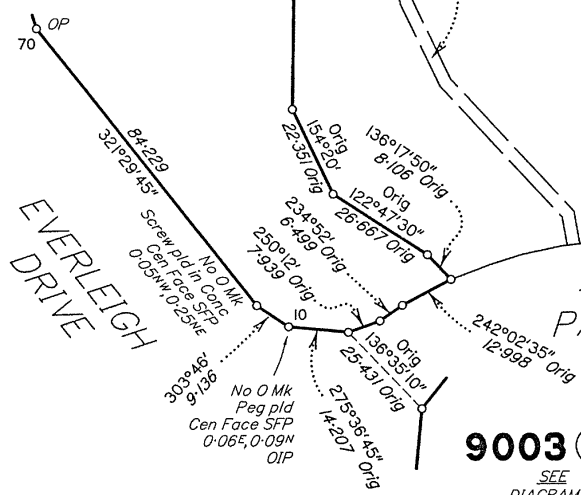 OP
70
84·229
321°29'45"
EVERLEIGH
DRIVE
No O Mk
Screw pld in Conc
Cen Face SFP
0·05NW,0·25NE
Orig
154°20'
22·351 Orig
136°17'50"
8·106 Orig
Orig
122°47'30"
26·667 Orig
234°52'
6·499 Orig
250°12'
7·939 Orig
10
303°46'
9·136
No O Mk
Peg pld
Cen Face SFP
0·06E,0·09N
OIP
275°36'45"
14·207 Orig
Orig
136°35'10"
25·431 Orig
242°02'35"
12·998 Orig
P
9003
SEE
DIAGRAM